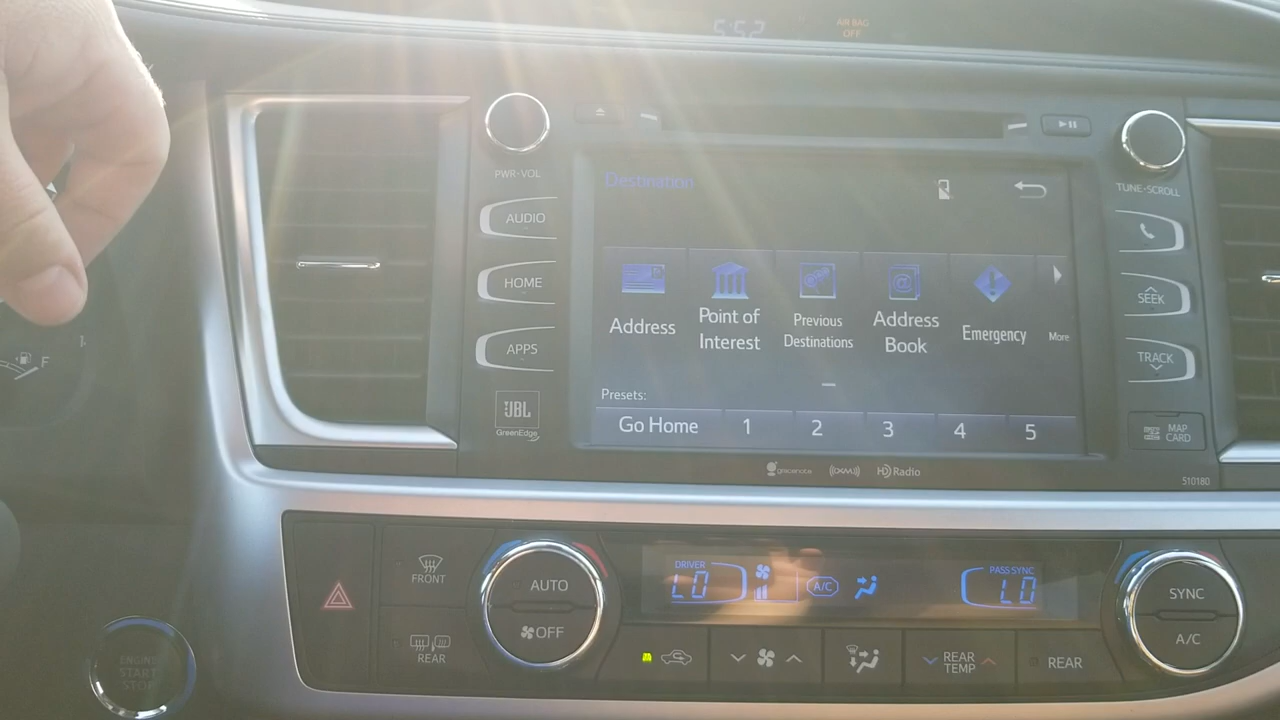 5:52
AIR BAG
OFF
PWR·VOL
AUDIO
HOME
APPS
JBL
GreenEdge
Destination
Address
Point of
Interest
Previous
Destinations
Address
Book
Emergency
More
Presets:
Go Home
1
2
3
4
5
gracenote
((XM))
HD Radio
TUNE·SCROLL
SEEK
TRACK
MAP
CARD
510180
F
FRONT
REAR
AUTO
OFF
DRIVER
LO
A/C
PASS SYNC
LO
SYNC
A/C
REAR
TEMP
REAR
ENGINE
START
STOP